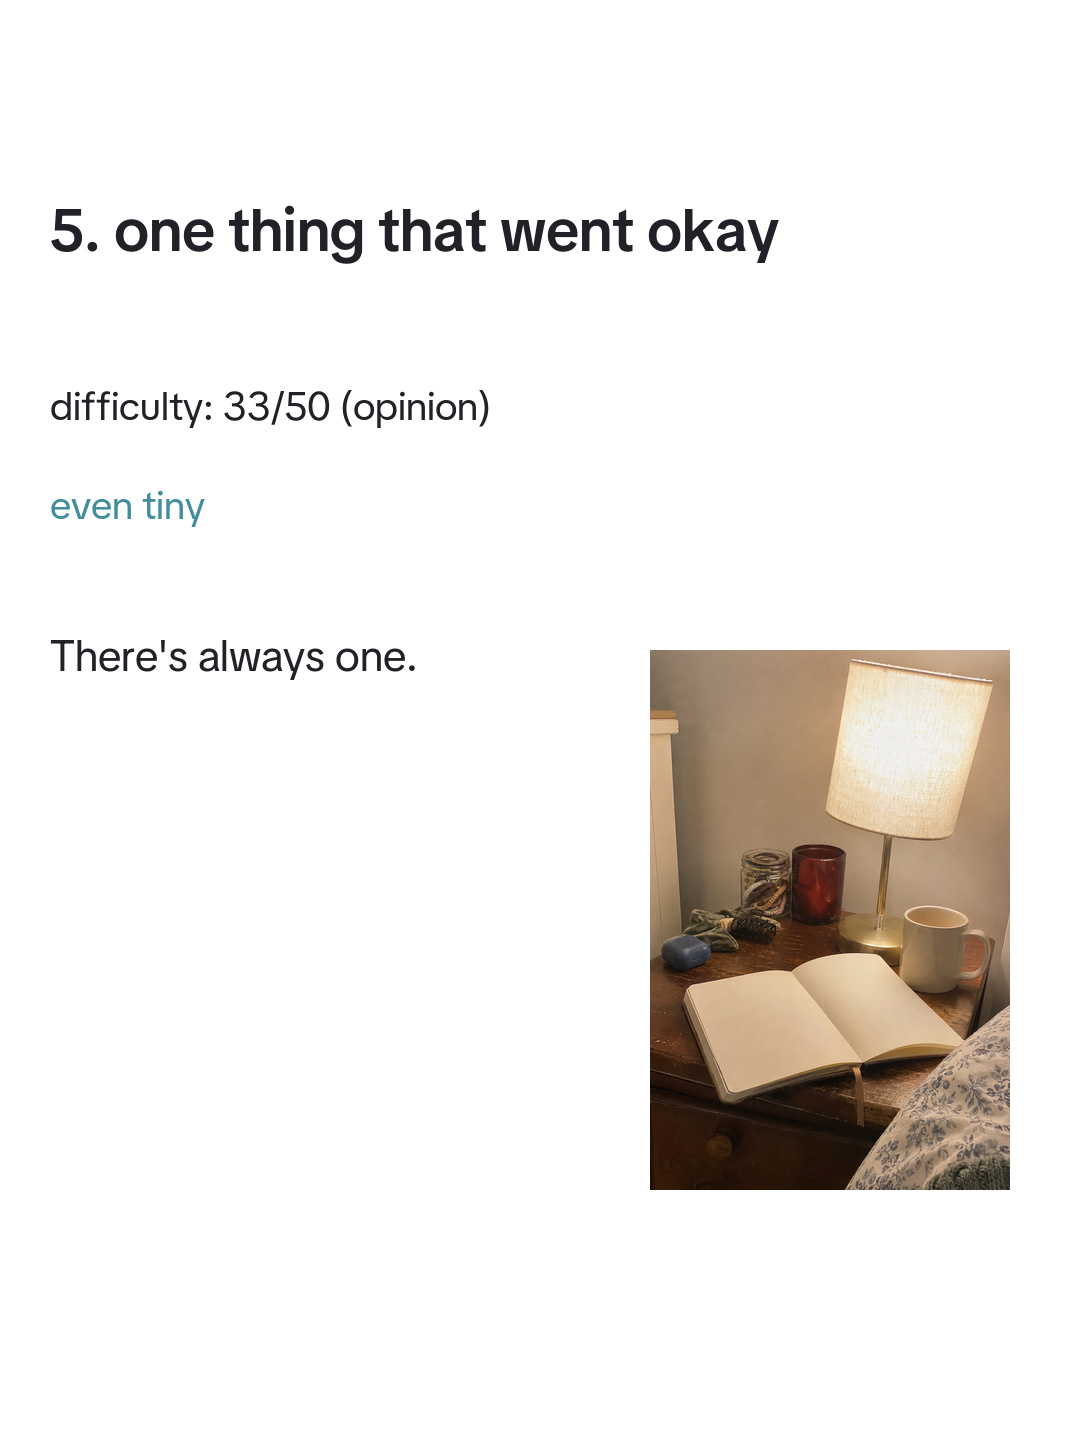 5. one thing that went okay
difficulty: 33/50 (opinion)
even tiny
There's always one.